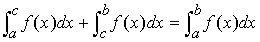 ∫_a^c f(x)dx + ∫_c^b f(x)dx = ∫_a^b f(x)dx